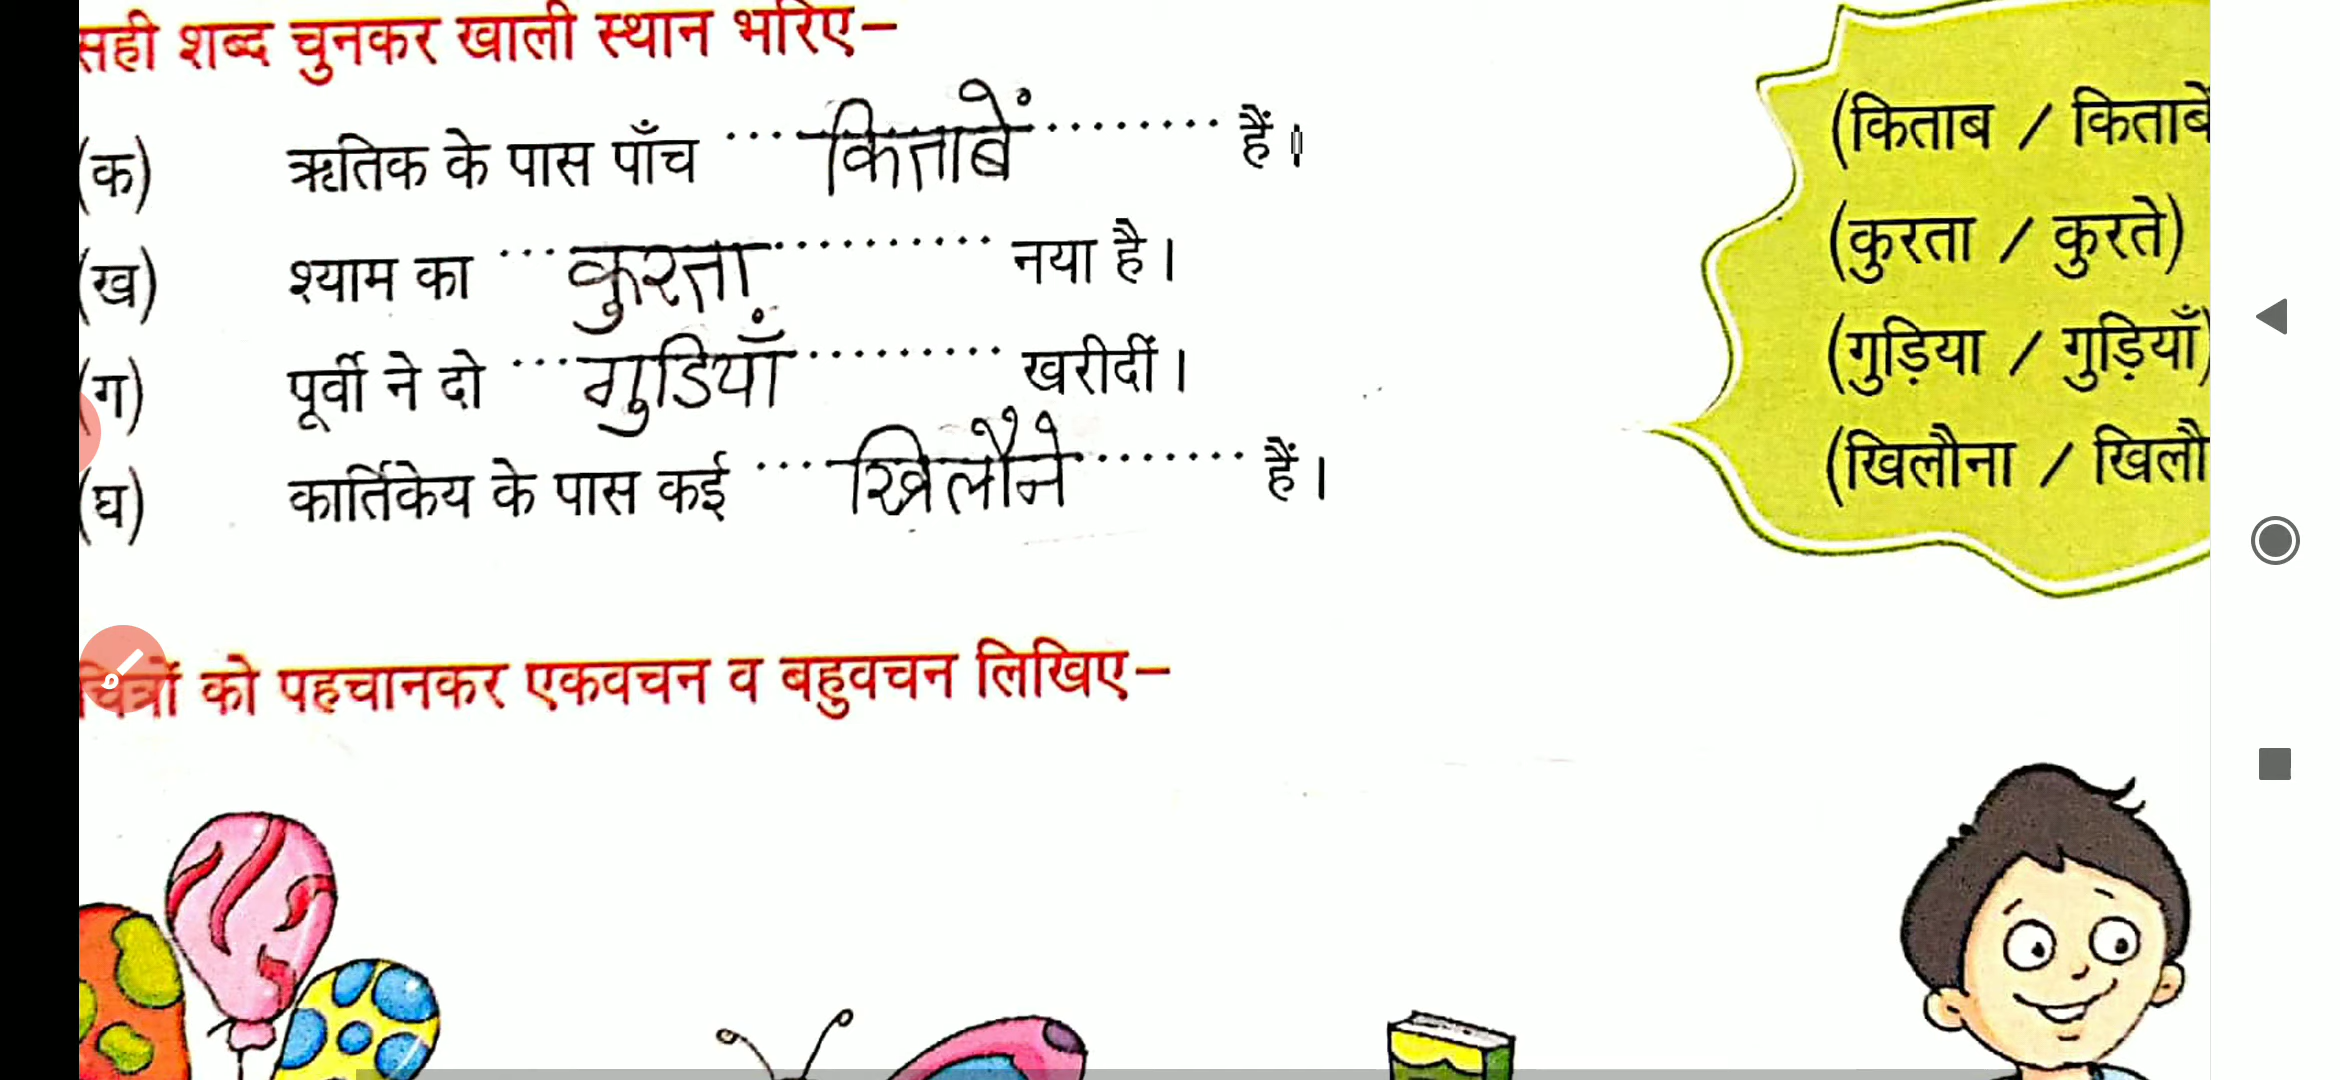 सही शब्द चुनकर खाली स्थान भरिए–
(क) ऋतिक के पास पाँच किताबें हैं। (किताब / किताबें
(ख) श्याम का कुरता नया है। (कुरता / कुरते)
(ग) पूर्वी ने दो गुडियाँ खरीदीं। (गुड़िया / गुड़ियाँ)
(घ) कार्तिकेय के पास कई खिलौने हैं। (खिलौना / खिलौ
चित्रों को पहचानकर एकवचन व बहुवचन लिखिए–